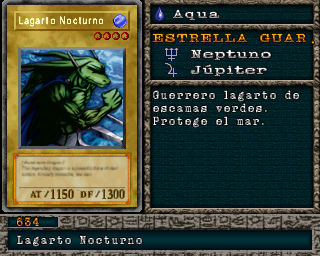 Lagarto Nocturno
AT/1150 DF/1300
Aqua
ESTRELLA GUAR.
Neptuno
Júpiter
Guerrero lagarto de
escamas verdes.
Protege el mar.
634
Lagarto Nocturno